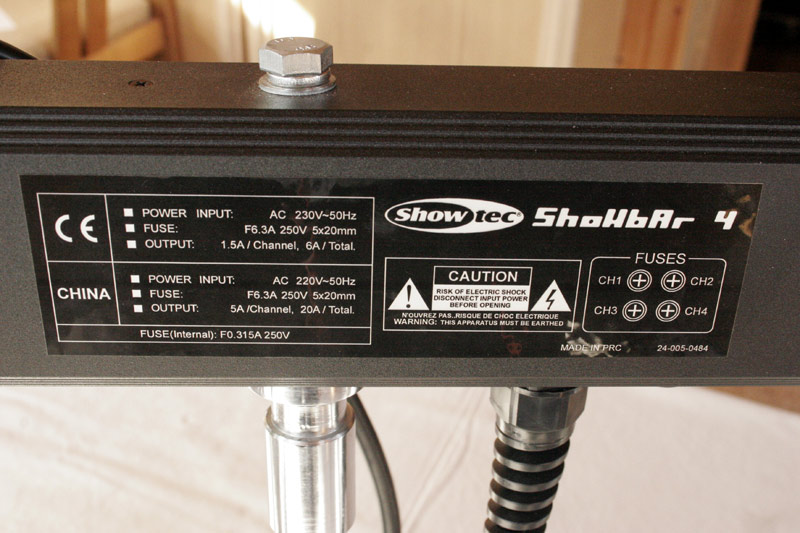 CE
POWER INPUT: AC 230V~50Hz
FUSE: F6.3A 250V 5x20mm
OUTPUT: 1.5A / Channel, 6A / Total.
CHINA
POWER INPUT: AC 220V~50Hz
FUSE: F6.3A 250V 5x20mm
OUTPUT: 5A /Channel, 20A / Total.
FUSE(Internal): F0.315A 250V
Showtec® ShoWbAr 4
CAUTION
RISK OF ELECTRIC SHOCK
DISCONNECT INPUT POWER
BEFORE OPENING
N'OUVREZ PAS..RISQUE DE CHOC ELECTRIQUE
WARNING: THIS APPARATUS MUST BE EARTHED
FUSES
CH1 CH2
CH3 CH4
MADE IN PRC 24-005-0484